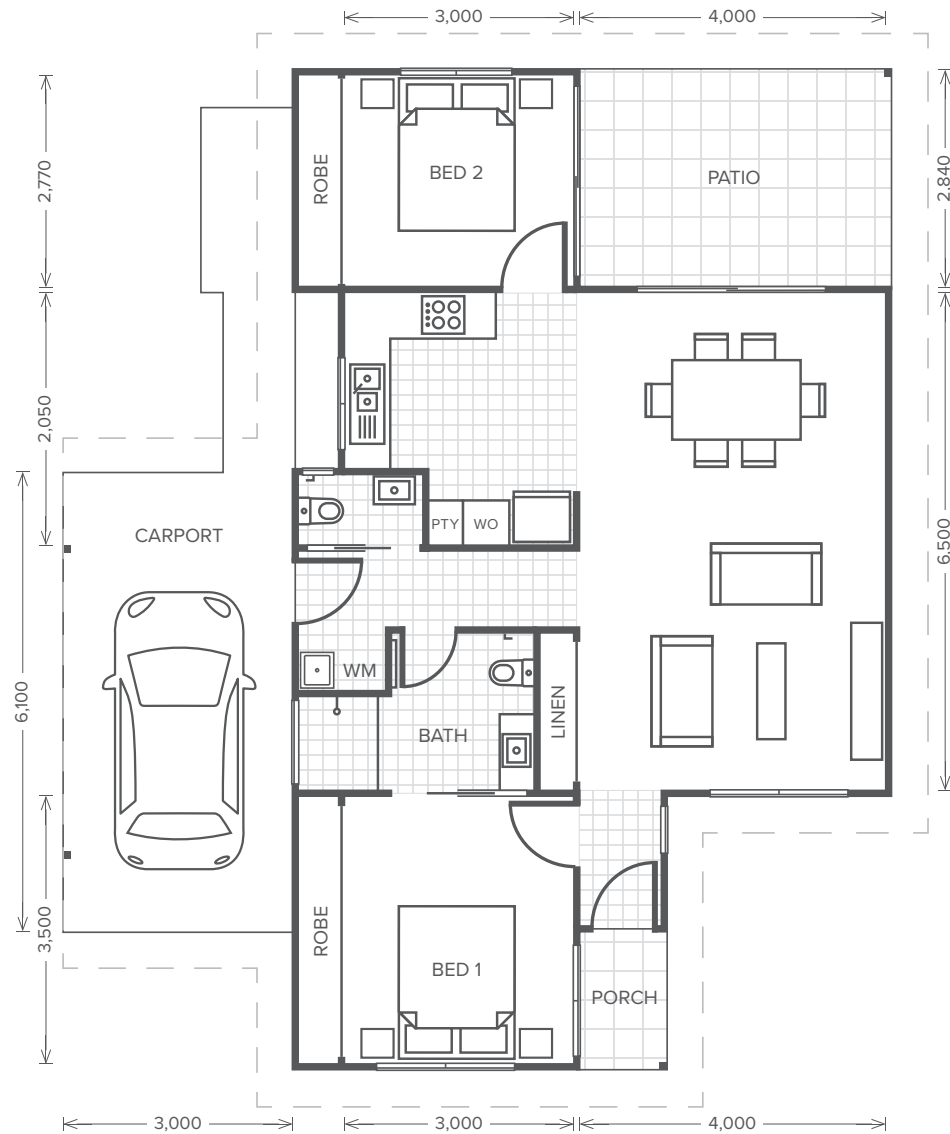 3,000
4,000
2,770
2,840
ROBE
BED 2
PATIO
2,050
PTY
WO
CARPORT
6,500
WM
LINEN
BATH
6,100
3,500
ROBE
BED 1
PORCH
3,000
3,000
4,000